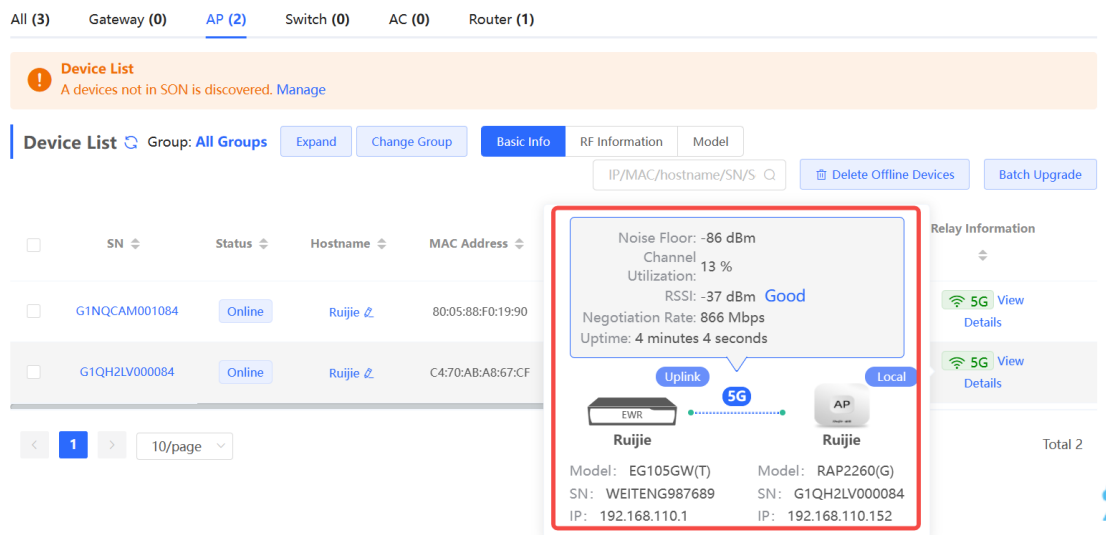 All (3) Gateway (0) AP (2) Switch (0) AC (0) Router (1)
Device List
A devices not in SON is discovered. Manage
Device List Group: All Groups Expand Change Group Basic Info RF Information Model
IP/MAC/hostname/SN/S Delete Offline Devices Batch Upgrade
SN Status Hostname MAC Address Relay Information
G1NQCAM001084 Online Ruijie 80:05:88:F0:19:90 5G View
Details
G1QH2LV000084 Online Ruijie C4:70:AB:A8:67:CF 5G View
Details
1 10/page Total 2
Noise Floor: -86 dBm
Channel
Utilization: 13 %
RSSI: -37 dBm Good
Negotiation Rate: 866 Mbps
Uptime: 4 minutes 4 seconds
Uplink Local
5G
EWR AP
Ruijie Ruijie
Model: EG105GW(T) Model: RAP2260(G)
SN: WEITENG987689 SN: G1QH2LV000084
IP: 192.168.110.1 IP: 192.168.110.152